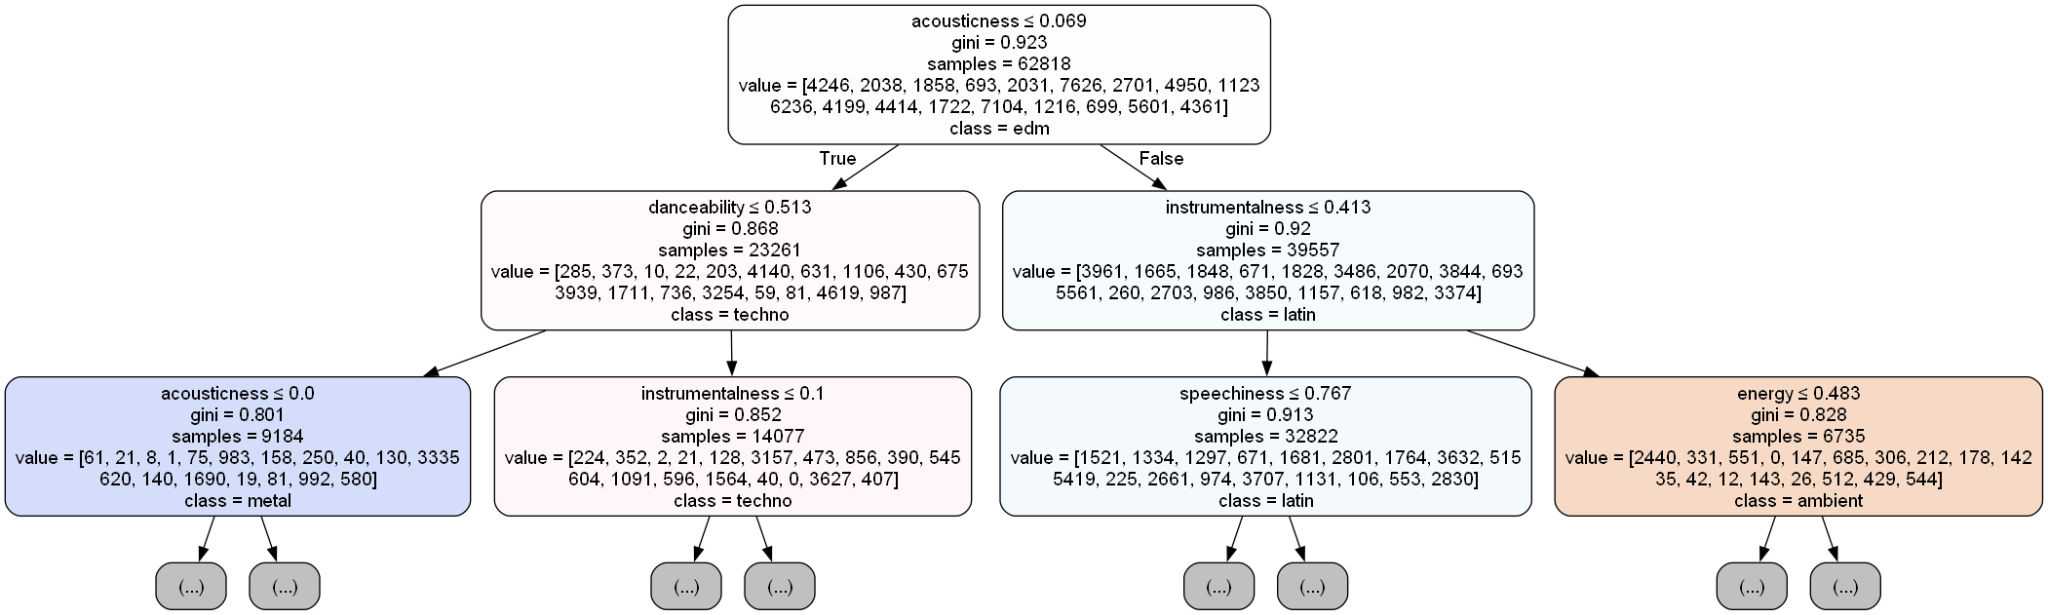 acousticness ≤ 0.069
gini = 0.923
samples = 62818
value = [4246, 2038, 1858, 693, 2031, 7626, 2701, 4950, 1123
6236, 4199, 4414, 1722, 7104, 1216, 699, 5601, 4361]
class = edm
True
False
danceability ≤ 0.513
gini = 0.868
samples = 23261
value = [285, 373, 10, 22, 203, 4140, 631, 1106, 430, 675
3939, 1711, 736, 3254, 59, 81, 4619, 987]
class = techno
instrumentalness ≤ 0.413
gini = 0.92
samples = 39557
value = [3961, 1665, 1848, 671, 1828, 3486, 2070, 3844, 693
5561, 260, 2703, 986, 3850, 1157, 618, 982, 3374]
class = latin
acousticness ≤ 0.0
gini = 0.801
samples = 9184
value = [61, 21, 8, 1, 75, 983, 158, 250, 40, 130, 3335
620, 140, 1690, 19, 81, 992, 580]
class = metal
instrumentalness ≤ 0.1
gini = 0.852
samples = 14077
value = [224, 352, 2, 21, 128, 3157, 473, 856, 390, 545
604, 1091, 596, 1564, 40, 0, 3627, 407]
class = techno
speechiness ≤ 0.767
gini = 0.913
samples = 32822
value = [1521, 1334, 1297, 671, 1681, 2801, 1764, 3632, 515
5419, 225, 2661, 974, 3707, 1131, 106, 553, 2830]
class = latin
energy ≤ 0.483
gini = 0.828
samples = 6735
value = [2440, 331, 551, 0, 147, 685, 306, 212, 178, 142
35, 42, 12, 143, 26, 512, 429, 544]
class = ambient
(...)
(...)
(...)
(...)
(...)
(...)
(...)
(...)